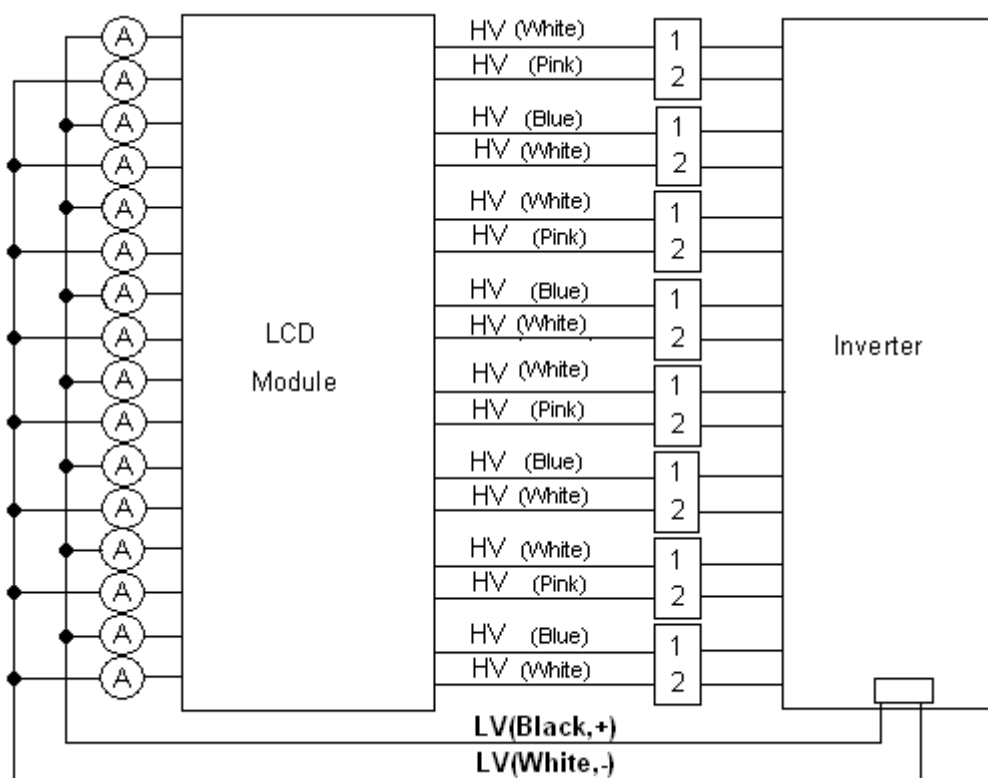 A HV (White) 1
A HV (Pink) 2
A HV (Blue) 1
A HV (White) 2
A HV (White) 1
A HV (Pink) 2
A HV (Blue) 1
A LCD HV (White) 2 Inverter
A Module HV (White) 1
A HV (Pink) 2
A HV (Blue) 1
A HV (White) 2
A HV (White) 1
A HV (Pink) 2
A HV (Blue) 1
A HV (White) 2
LV(Black,+)
LV(White,-)